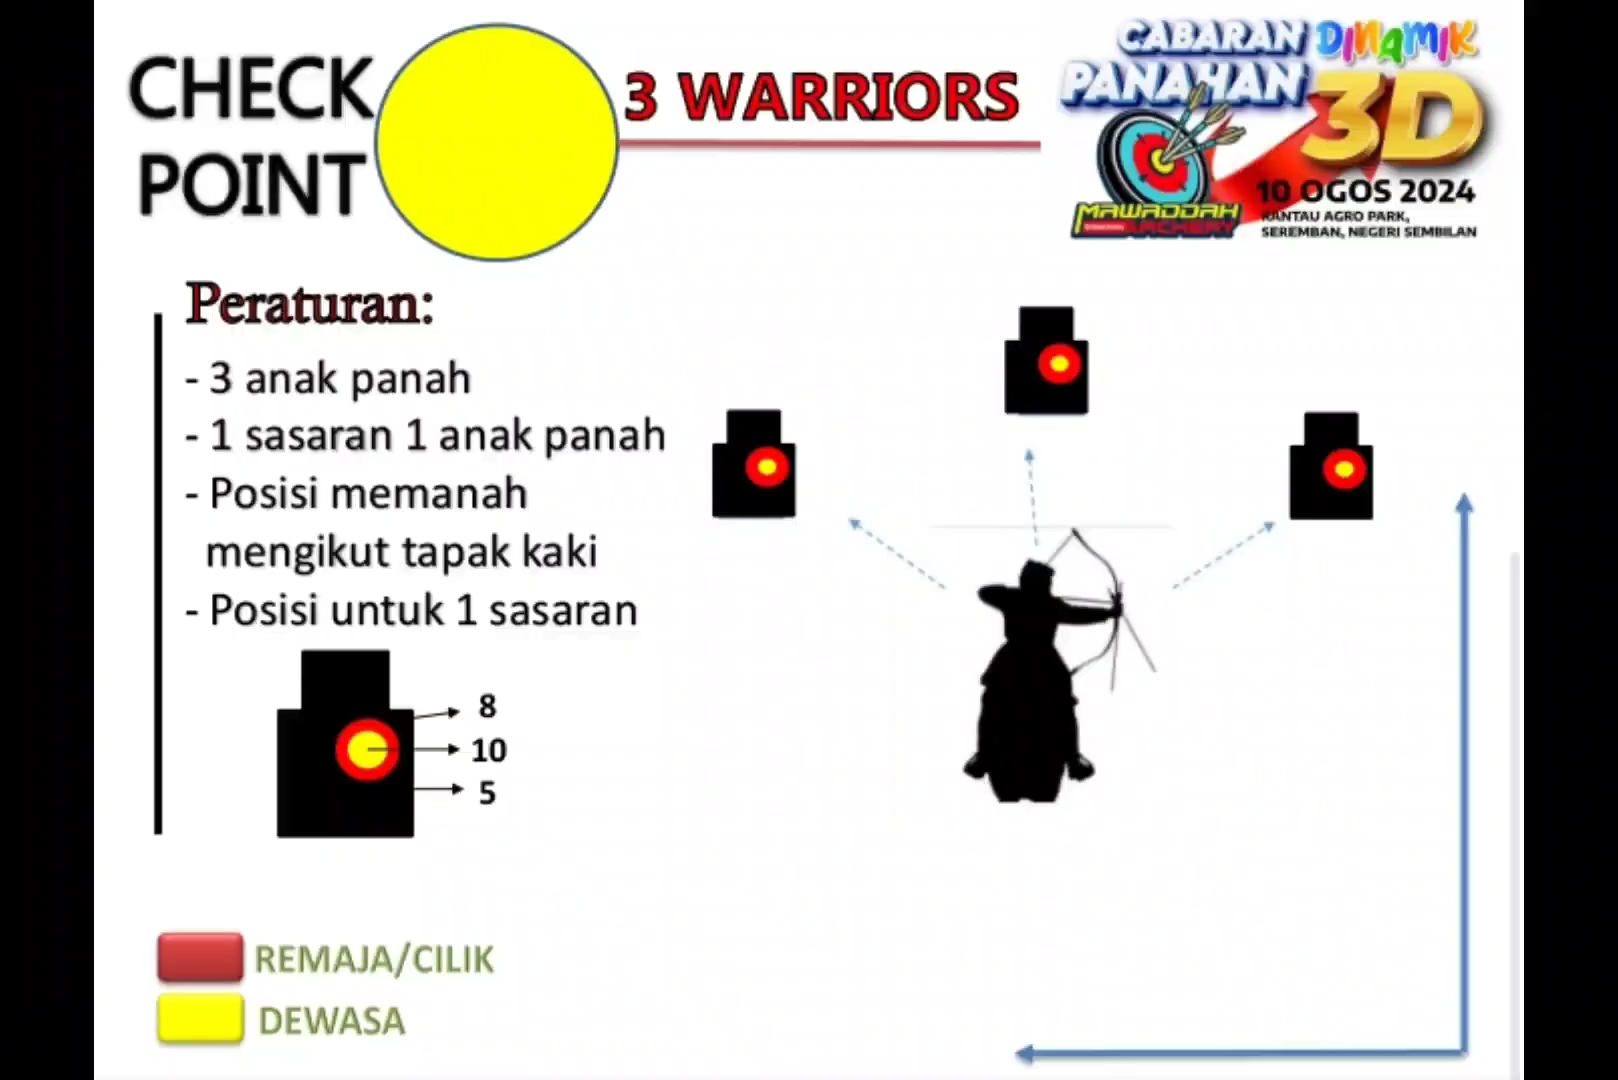 CHECK
POINT
3 WARRIORS
CABARAN DINAMIK
PANAHAN 3D
MAWADDAH
ARCHERY
10 OGOS 2024
RANTAU AGRO PARK,
SEREMBAN, NEGERI SEMBILAN
Peraturan:
- 3 anak panah
- 1 sasaran 1 anak panah
- Posisi memanah
mengikut tapak kaki
- Posisi untuk 1 sasaran
8
10
5
REMAJA/CILIK
DEWASA